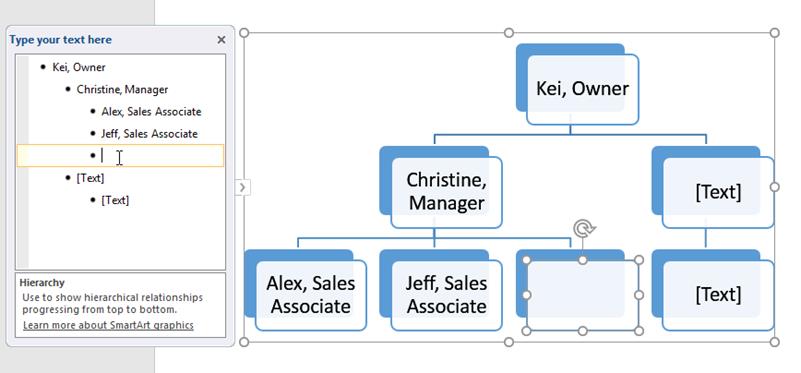 Type your text here
Kei, Owner
Christine, Manager
Alex, Sales Associate
Jeff, Sales Associate
[Text]
[Text]
Hierarchy
Use to show hierarchical relationships
progressing from top to bottom.
Learn more about SmartArt graphics
Kei, Owner
Christine,
Manager
[Text]
Alex, Sales
Associate
Jeff, Sales
Associate
[Text]